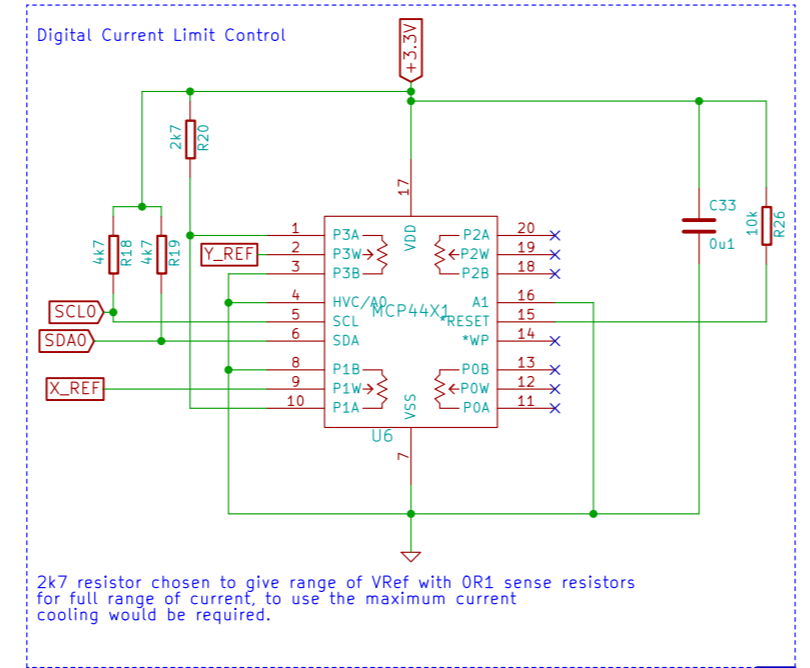 Digital Current Limit Control
+3.3V
2k7
R20
17
C33
0u1
10k
R26
4k7
R18
4k7
R19
Y_REF
1
2
3
P3A
P3W
P3B
VDD
P2A
P2W
P2B
20
19
18
SCL0
SDA0
4
5
6
HVC/A0
SCL
SDA
MCP44X1
A1
*RESET
*WP
16
15
14
X_REF
8
9
10
P1B
P1W
P1A
VSS
P0B
P0W
P0A
13
12
11
U6
7
2k7 resistor chosen to give range of VRef with 0R1 sense resistors
for full range of current, to use the maximum current
cooling would be required.